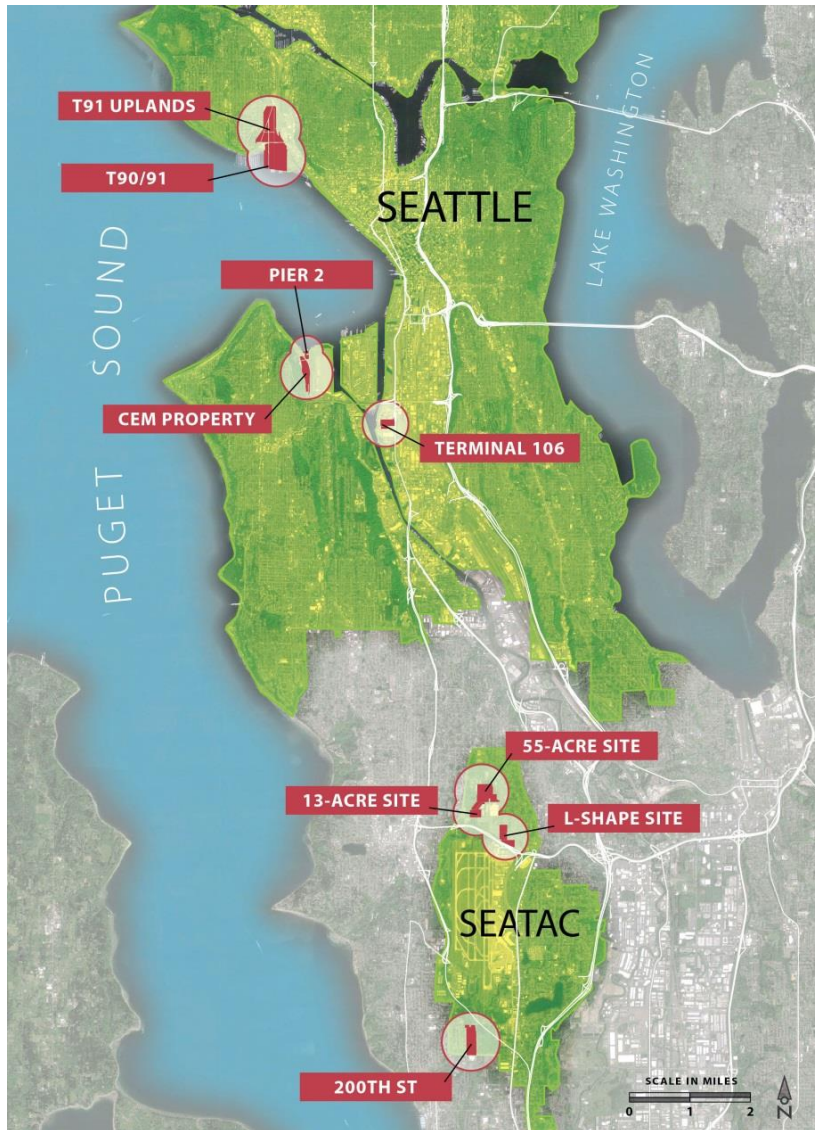 T91 UPLANDS
T90/91
SEATTLE
LAKE WASHINGTON
PUGET SOUND
PIER 2
CEM PROPERTY
TERMINAL 106
55-ACRE SITE
13-ACRE SITE
L-SHAPE SITE
SEATAC
200TH ST
SCALE IN MILES
0 1 2
N